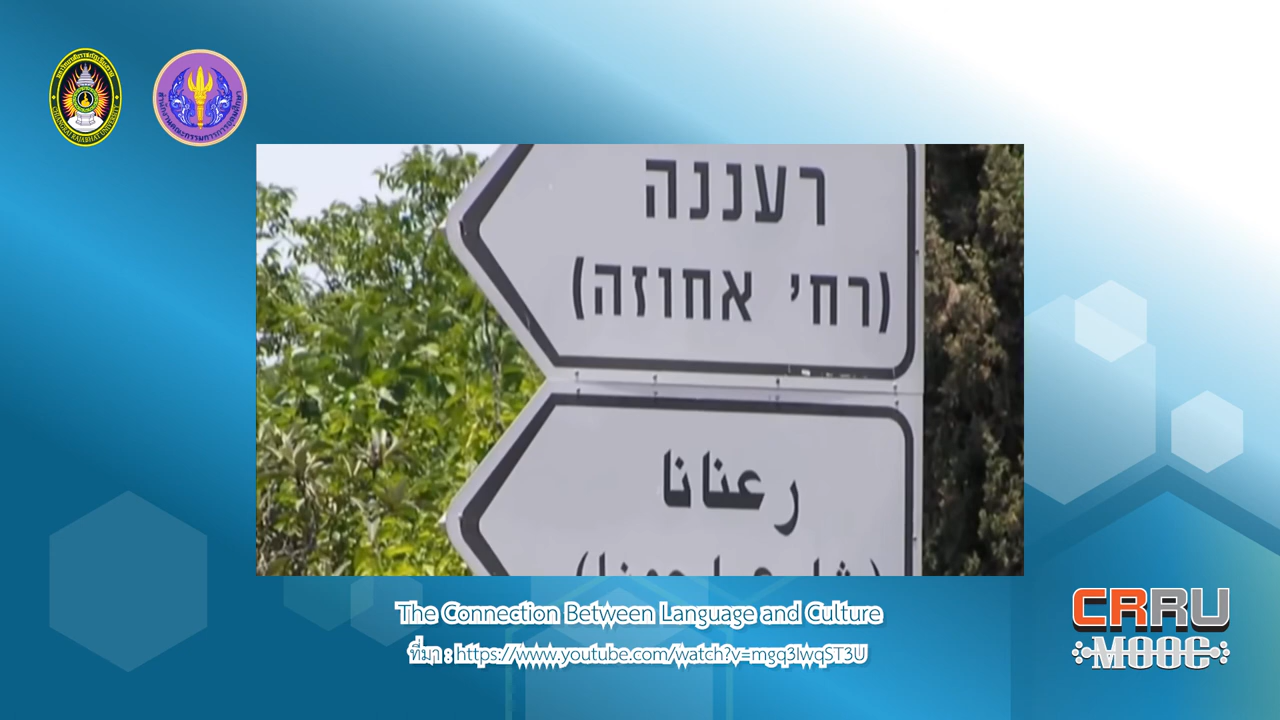 רעננה
(רח' אחוזה)
رعنانا
The Connection Between Language and Culture
ที่มา : https://www.youtube.com/watch?v=mgq3IwqST3U
CRRU
MOOC